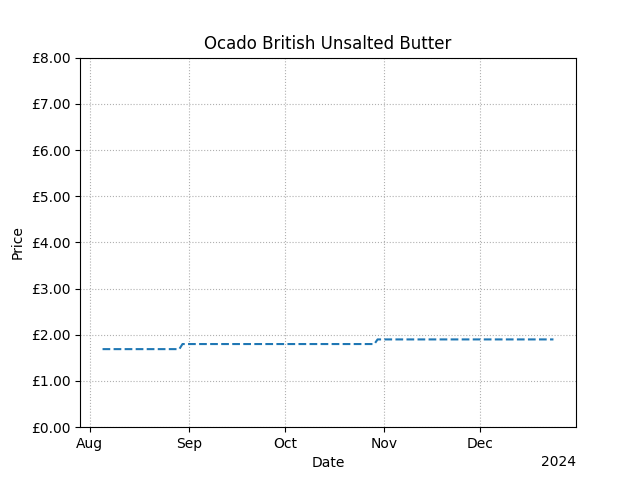 Ocado British Unsalted Butter
£8.00
£7.00
£6.00
£5.00
£4.00
£3.00
£2.00
£1.00
£0.00
Price
Aug Sep Oct Nov Dec
Date
2024